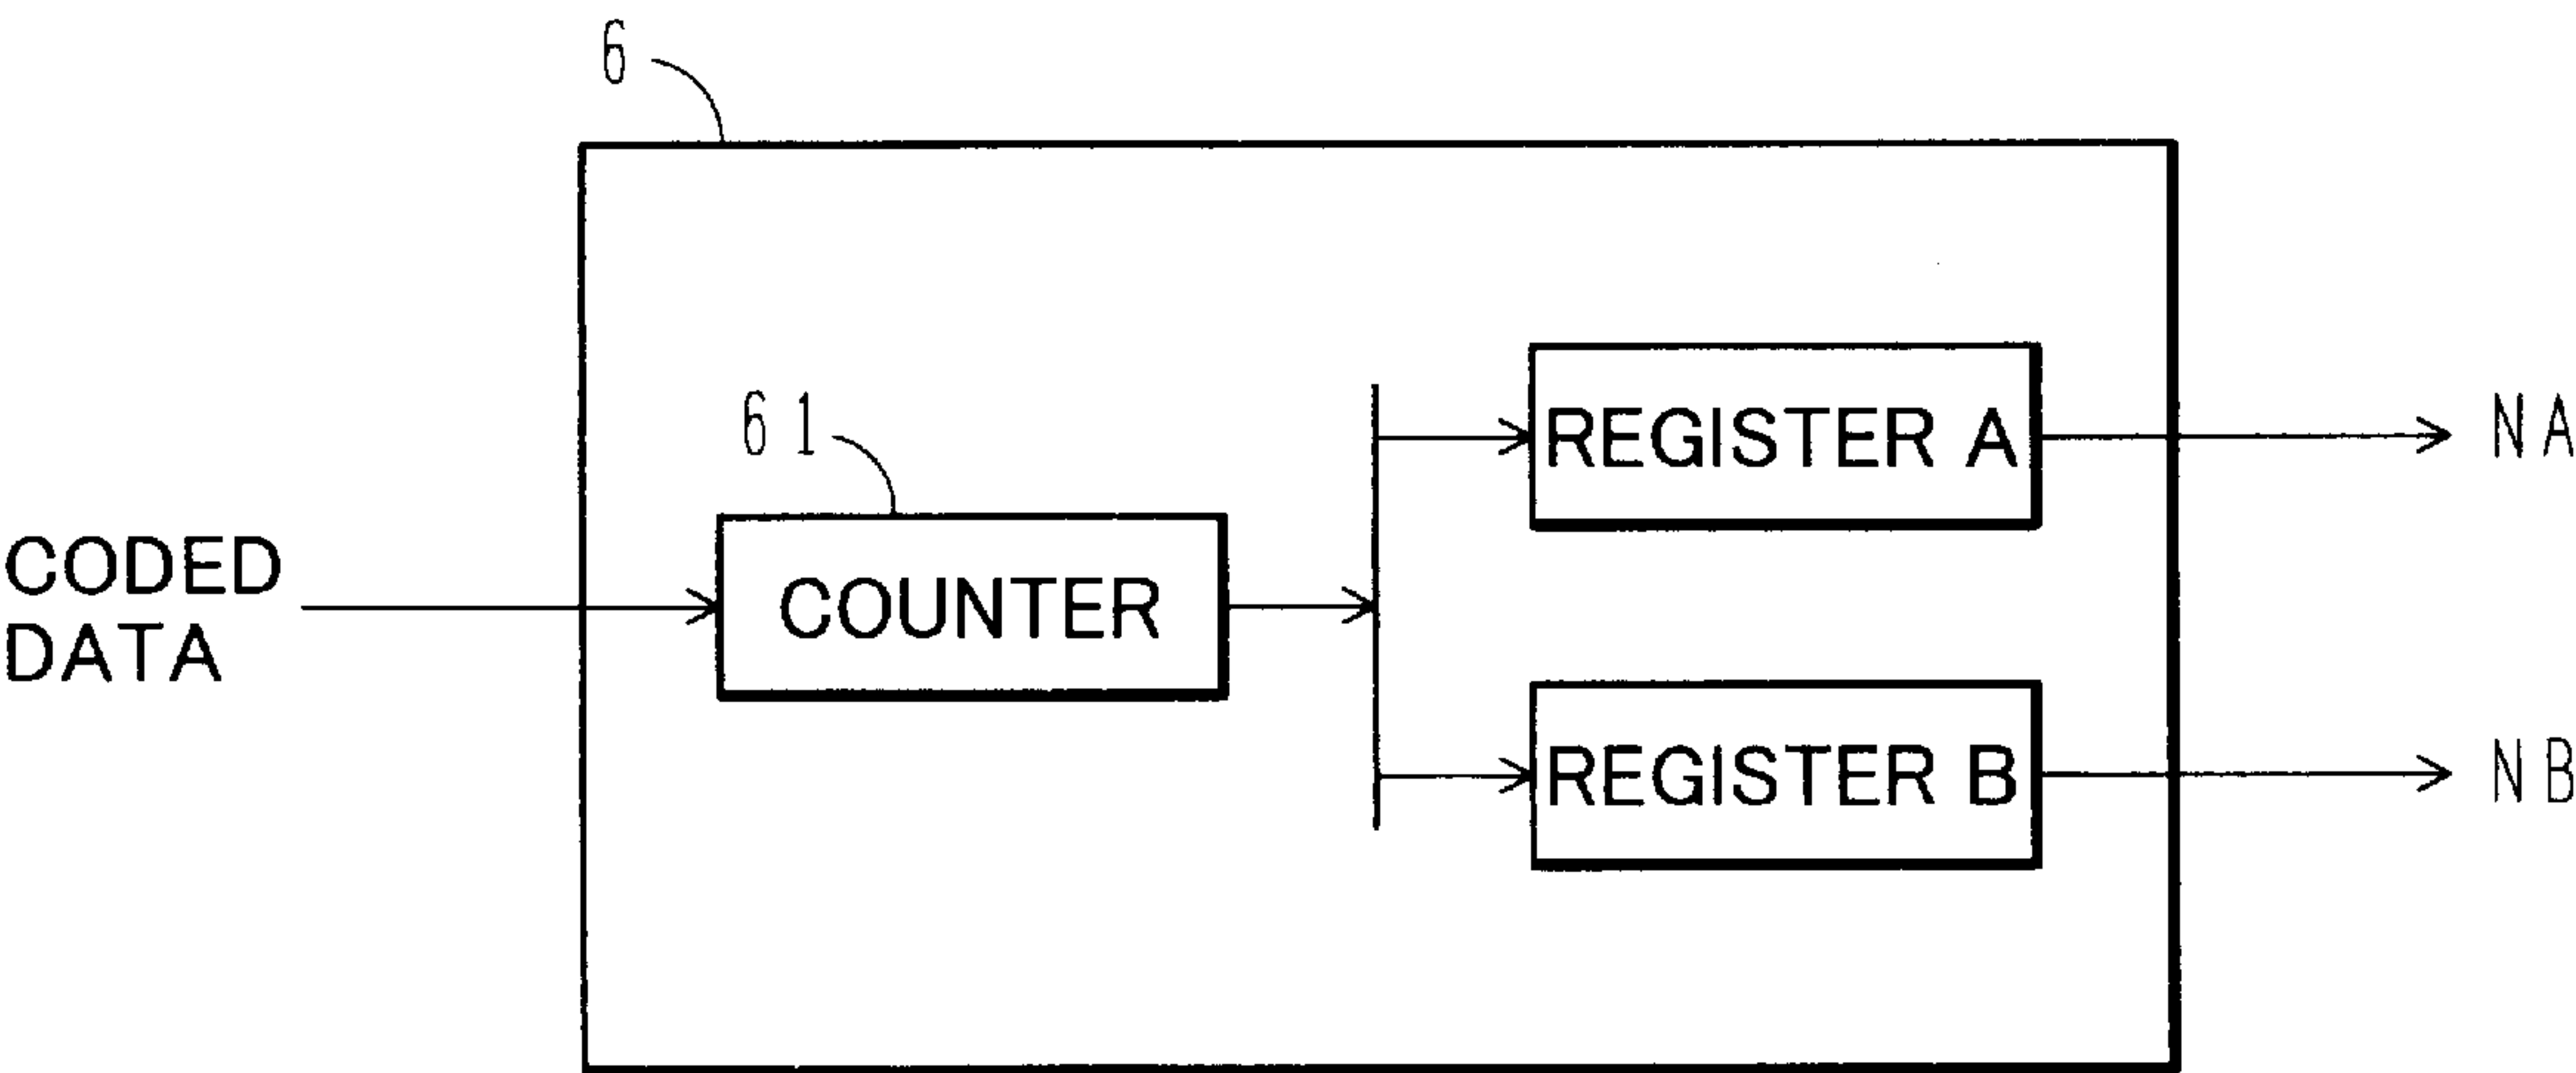 6
61
REGISTER A
NA
CODED
DATA
COUNTER
REGISTER B
NB